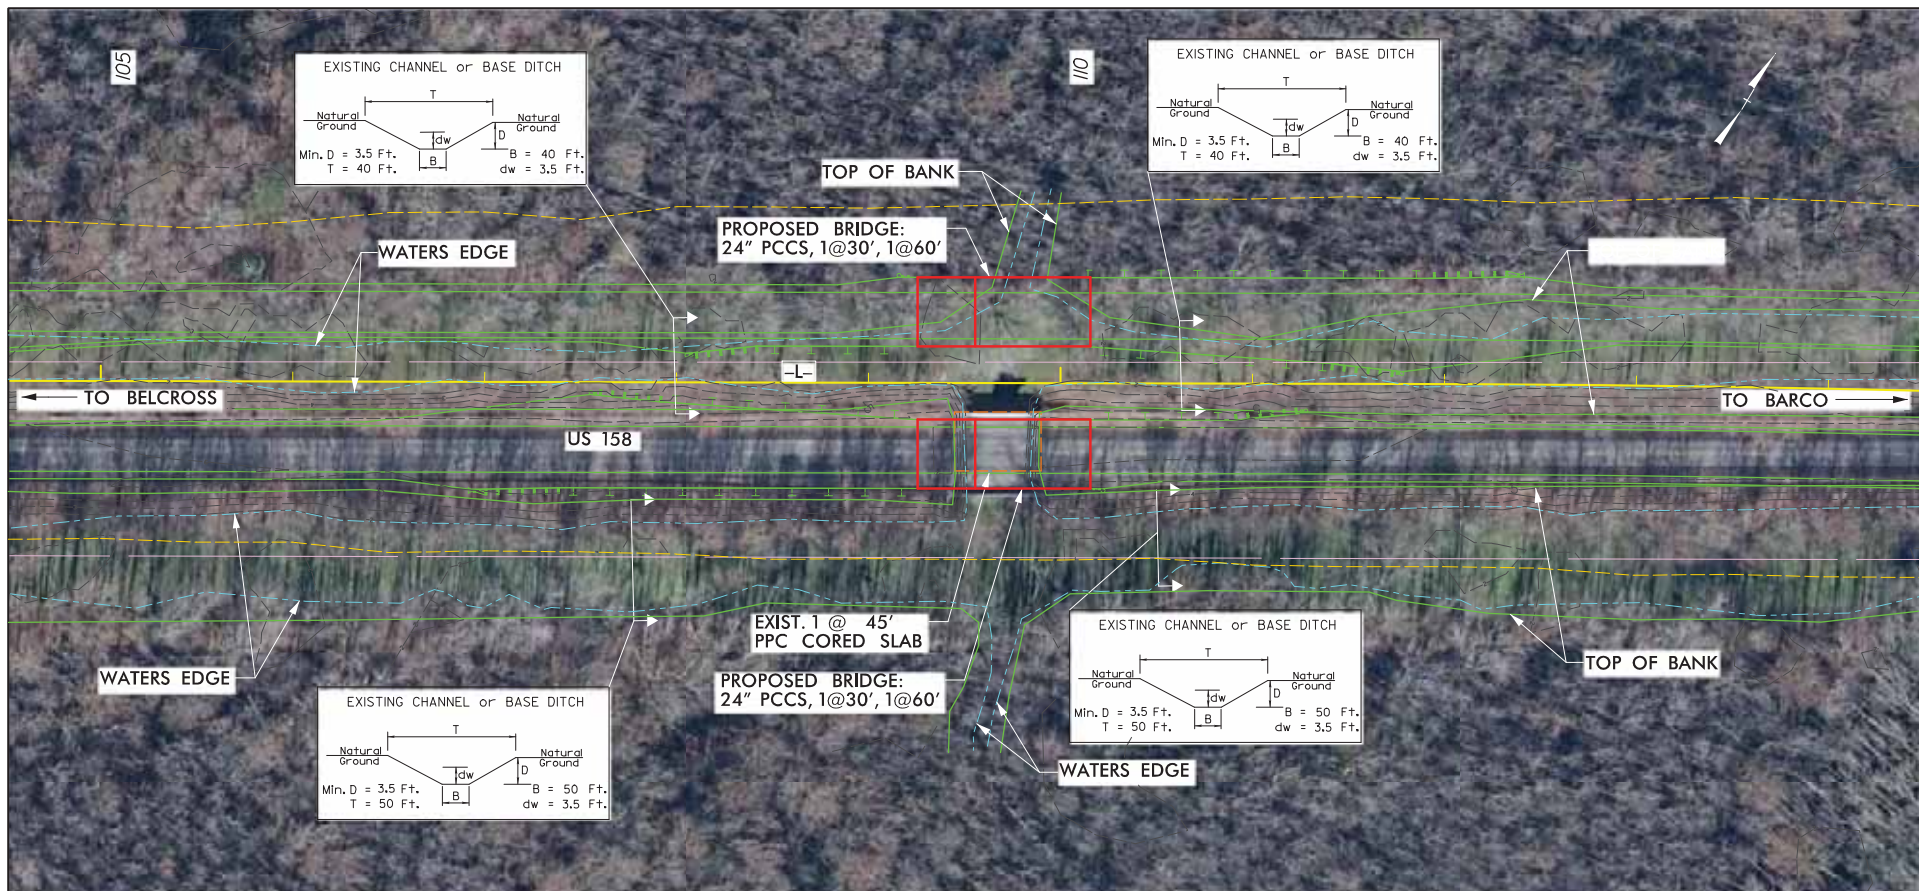 105
110
EXISTING CHANNEL or BASE DITCH
T
Natural Ground
Natural Ground
dw
D
B
Min. D = 3.5 Ft.
T = 40 Ft.
B = 40 Ft.
dw = 3.5 Ft.
EXISTING CHANNEL or BASE DITCH
T
Natural Ground
Natural Ground
dw
D
B
Min. D = 3.5 Ft.
T = 40 Ft.
B = 40 Ft.
dw = 3.5 Ft.
TOP OF BANK
PROPOSED BRIDGE:
24" PCCS, 1@30', 1@60'
WATERS EDGE
-L-
TO BELCROSS
TO BARCO
US 158
EXIST. 1 @ 45'
PPC CORED SLAB
PROPOSED BRIDGE:
24" PCCS, 1@30', 1@60'
WATERS EDGE
TOP OF BANK
WATERS EDGE
EXISTING CHANNEL or BASE DITCH
T
Natural Ground
Natural Ground
dw
D
B
Min. D = 3.5 Ft.
T = 50 Ft.
B = 50 Ft.
dw = 3.5 Ft.
EXISTING CHANNEL or BASE DITCH
T
Natural Ground
Natural Ground
dw
D
B
Min. D = 3.5 Ft.
T = 50 Ft.
B = 50 Ft.
dw = 3.5 Ft.